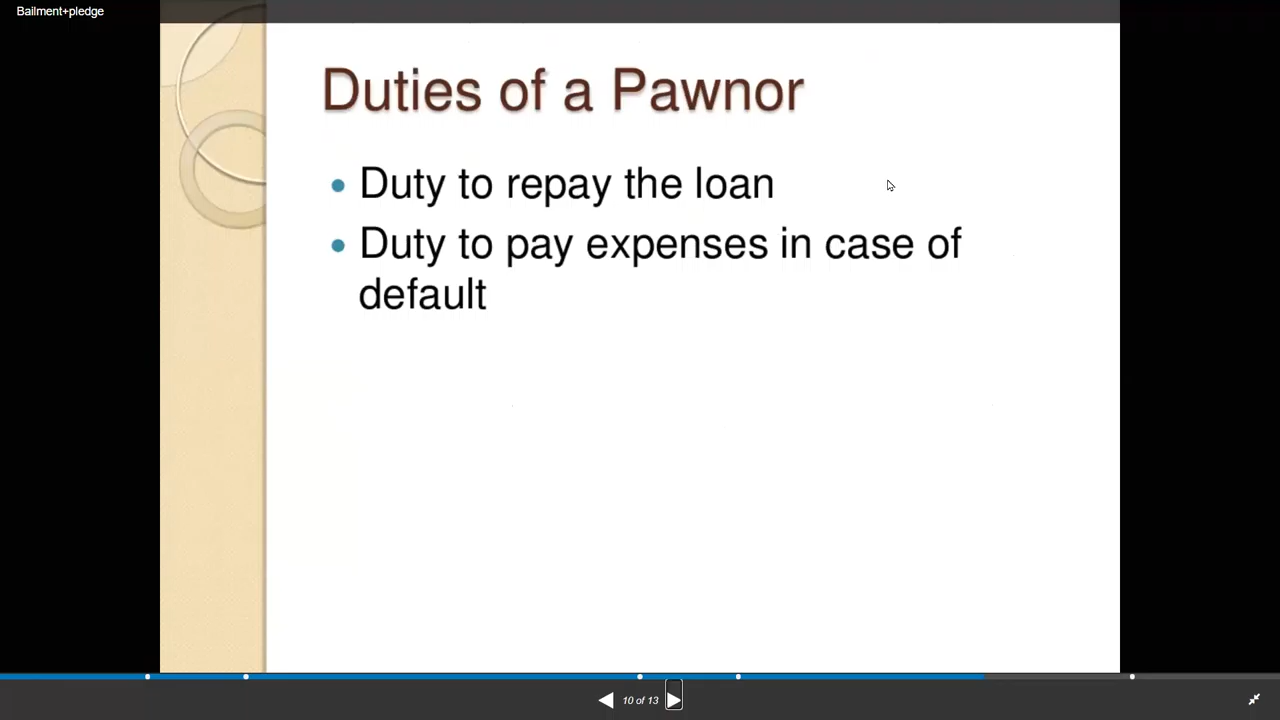 Bailment+pledge
Duties of a Pawnor
• Duty to repay the loan
• Duty to pay expenses in case of
default
10 of 13